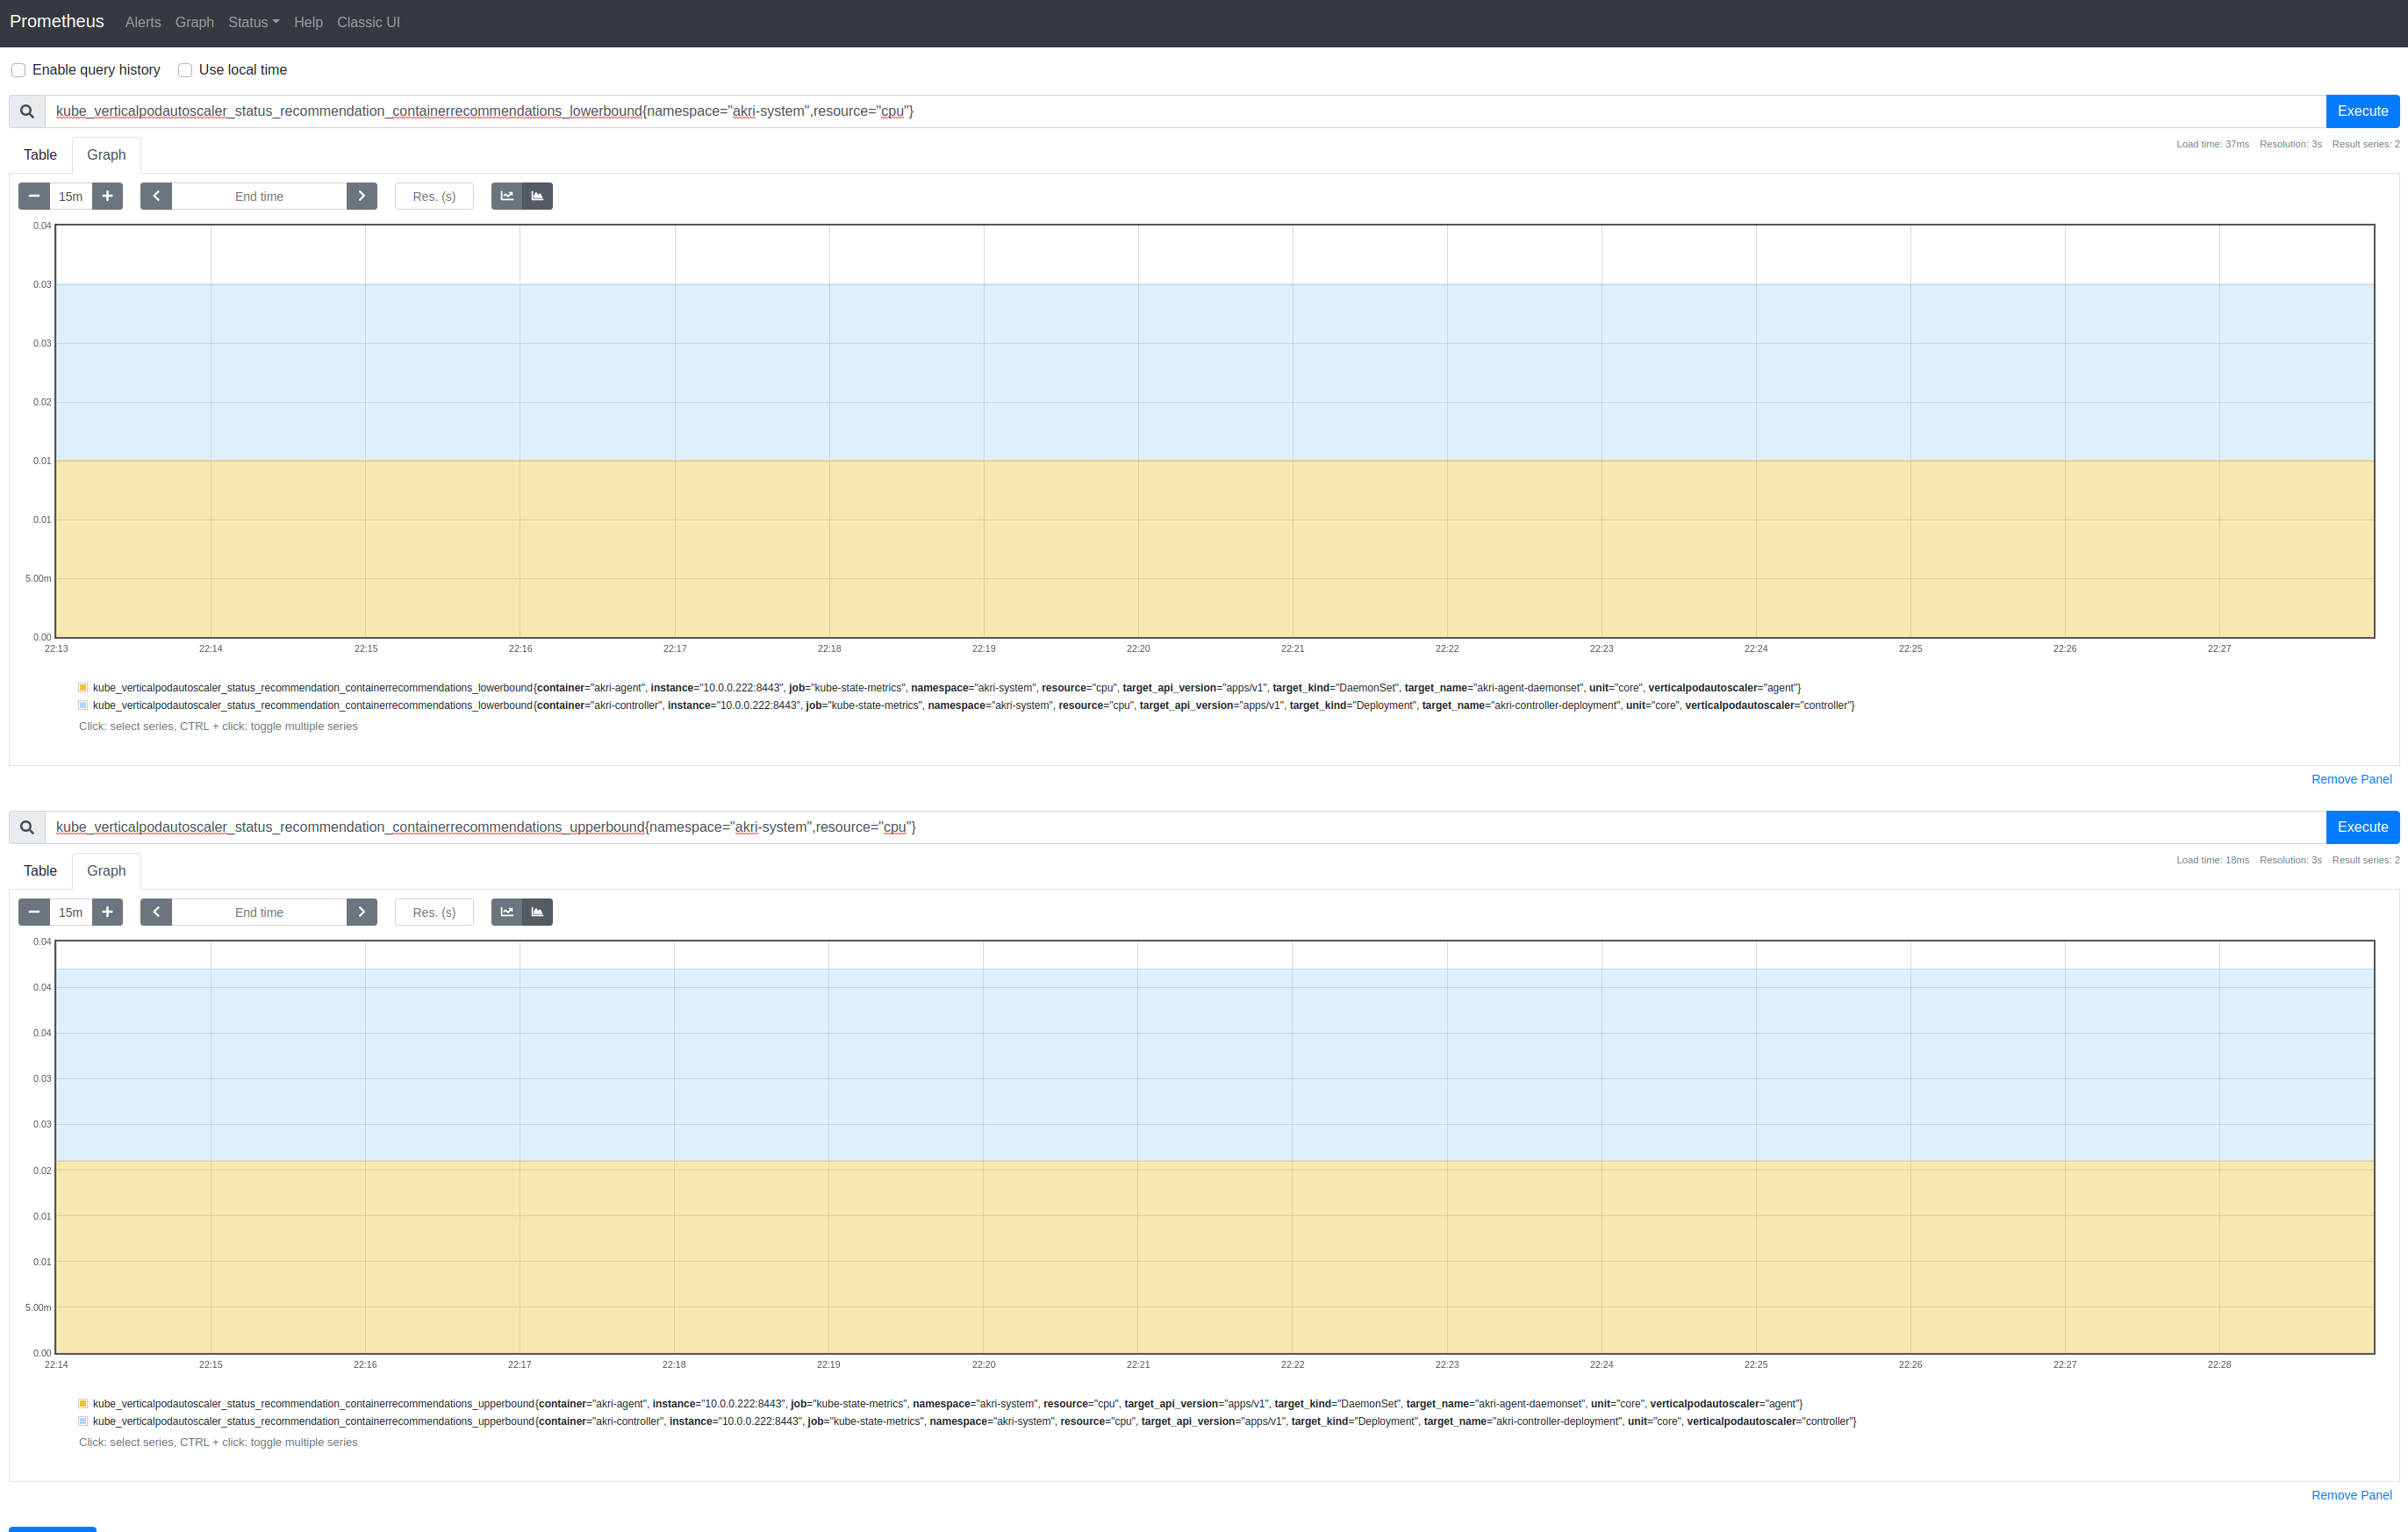 Prometheus Alerts Graph Status Help Classic UI
Enable query history Use local time
kube_verticalpodautoscaler_status_recommendation_containerrecommendations_lowerbound{namespace="akri-system",resource="cpu"} Execute
Table Graph Load time: 37ms Resolution: 3s Result series: 2
15m End time Res. (s)
0.04
0.03
0.03
0.02
0.01
0.01
5.00m
0.00
22:13 22:14 22:15 22:16 22:17 22:18 22:19 22:20 22:21 22:22 22:23 22:24 22:25 22:26 22:27
kube_verticalpodautoscaler_status_recommendation_containerrecommendations_lowerbound{container="akri-agent", instance="10.0.0.222:8443", job="kube-state-metrics", namespace="akri-system", resource="cpu", target_api_version="apps/v1", target_kind="DaemonSet", target_name="akri-agent-daemonset", unit="core", verticalpodautoscaler="agent"}
kube_verticalpodautoscaler_status_recommendation_containerrecommendations_lowerbound{container="akri-controller", instance="10.0.0.222:8443", job="kube-state-metrics", namespace="akri-system", resource="cpu", target_api_version="apps/v1", target_kind="Deployment", target_name="akri-controller-deployment", unit="core", verticalpodautoscaler="controller"}
Click: select series, CTRL + click: toggle multiple series
Remove Panel
kube_verticalpodautoscaler_status_recommendation_containerrecommendations_upperbound{namespace="akri-system",resource="cpu"} Execute
Table Graph Load time: 18ms Resolution: 3s Result series: 2
15m End time Res. (s)
0.04
0.04
0.04
0.03
0.03
0.02
0.01
0.01
5.00m
0.00
22:14 22:15 22:16 22:17 22:18 22:19 22:20 22:21 22:22 22:23 22:24 22:25 22:26 22:27 22:28
kube_verticalpodautoscaler_status_recommendation_containerrecommendations_upperbound{container="akri-agent", instance="10.0.0.222:8443", job="kube-state-metrics", namespace="akri-system", resource="cpu", target_api_version="apps/v1", target_kind="DaemonSet", target_name="akri-agent-daemonset", unit="core", verticalpodautoscaler="agent"}
kube_verticalpodautoscaler_status_recommendation_containerrecommendations_upperbound{container="akri-controller", instance="10.0.0.222:8443", job="kube-state-metrics", namespace="akri-system", resource="cpu", target_api_version="apps/v1", target_kind="Deployment", target_name="akri-controller-deployment", unit="core", verticalpodautoscaler="controller"}
Click: select series, CTRL + click: toggle multiple series
Remove Panel